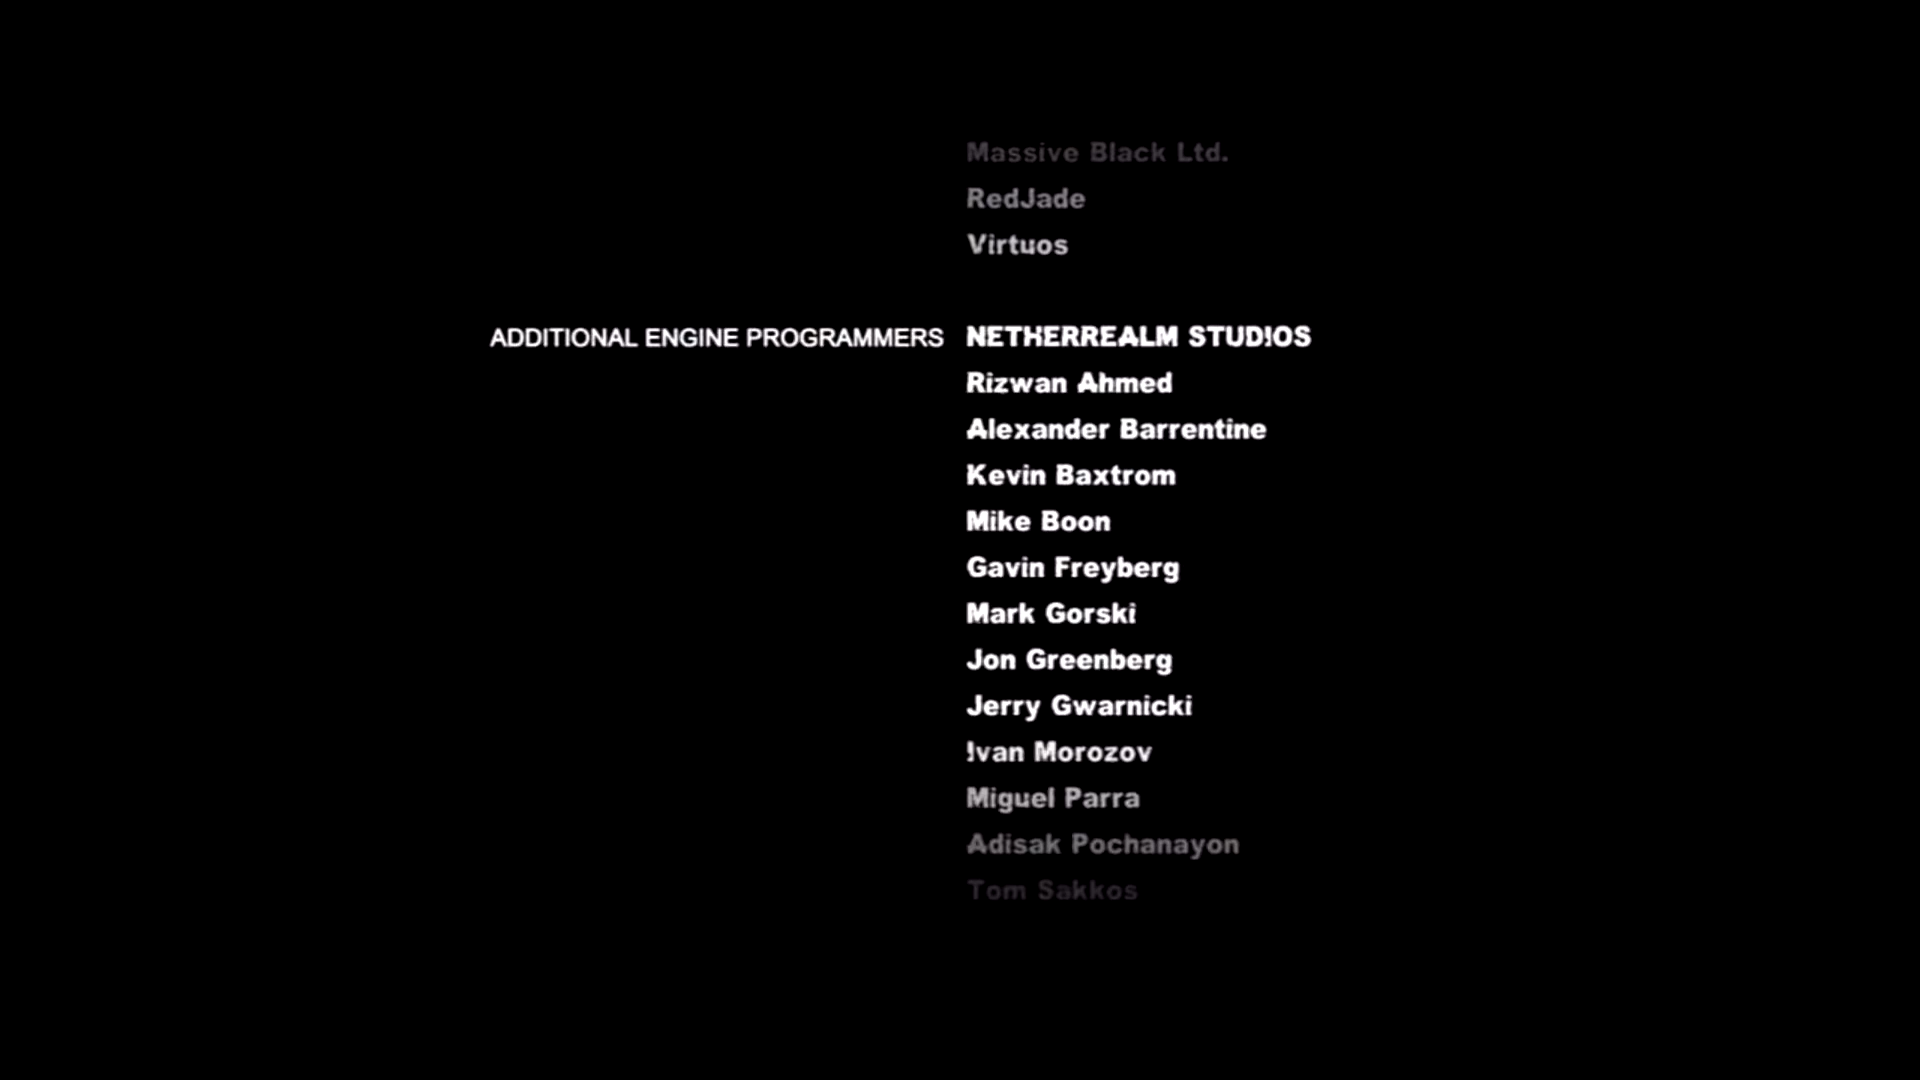 Massive Black Ltd.
RedJade
Virtuos
ADDITIONAL ENGINE PROGRAMMERS NETHERREALM STUDIOS
Rizwan Ahmed
Alexander Barrentine
Kevin Baxtrom
Mike Boon
Gavin Freyberg
Mark Gorski
Jon Greenberg
Jerry Gwarnicki
Ivan Morozov
Miguel Parra
Adisak Pochanayon
Tom Sakkos